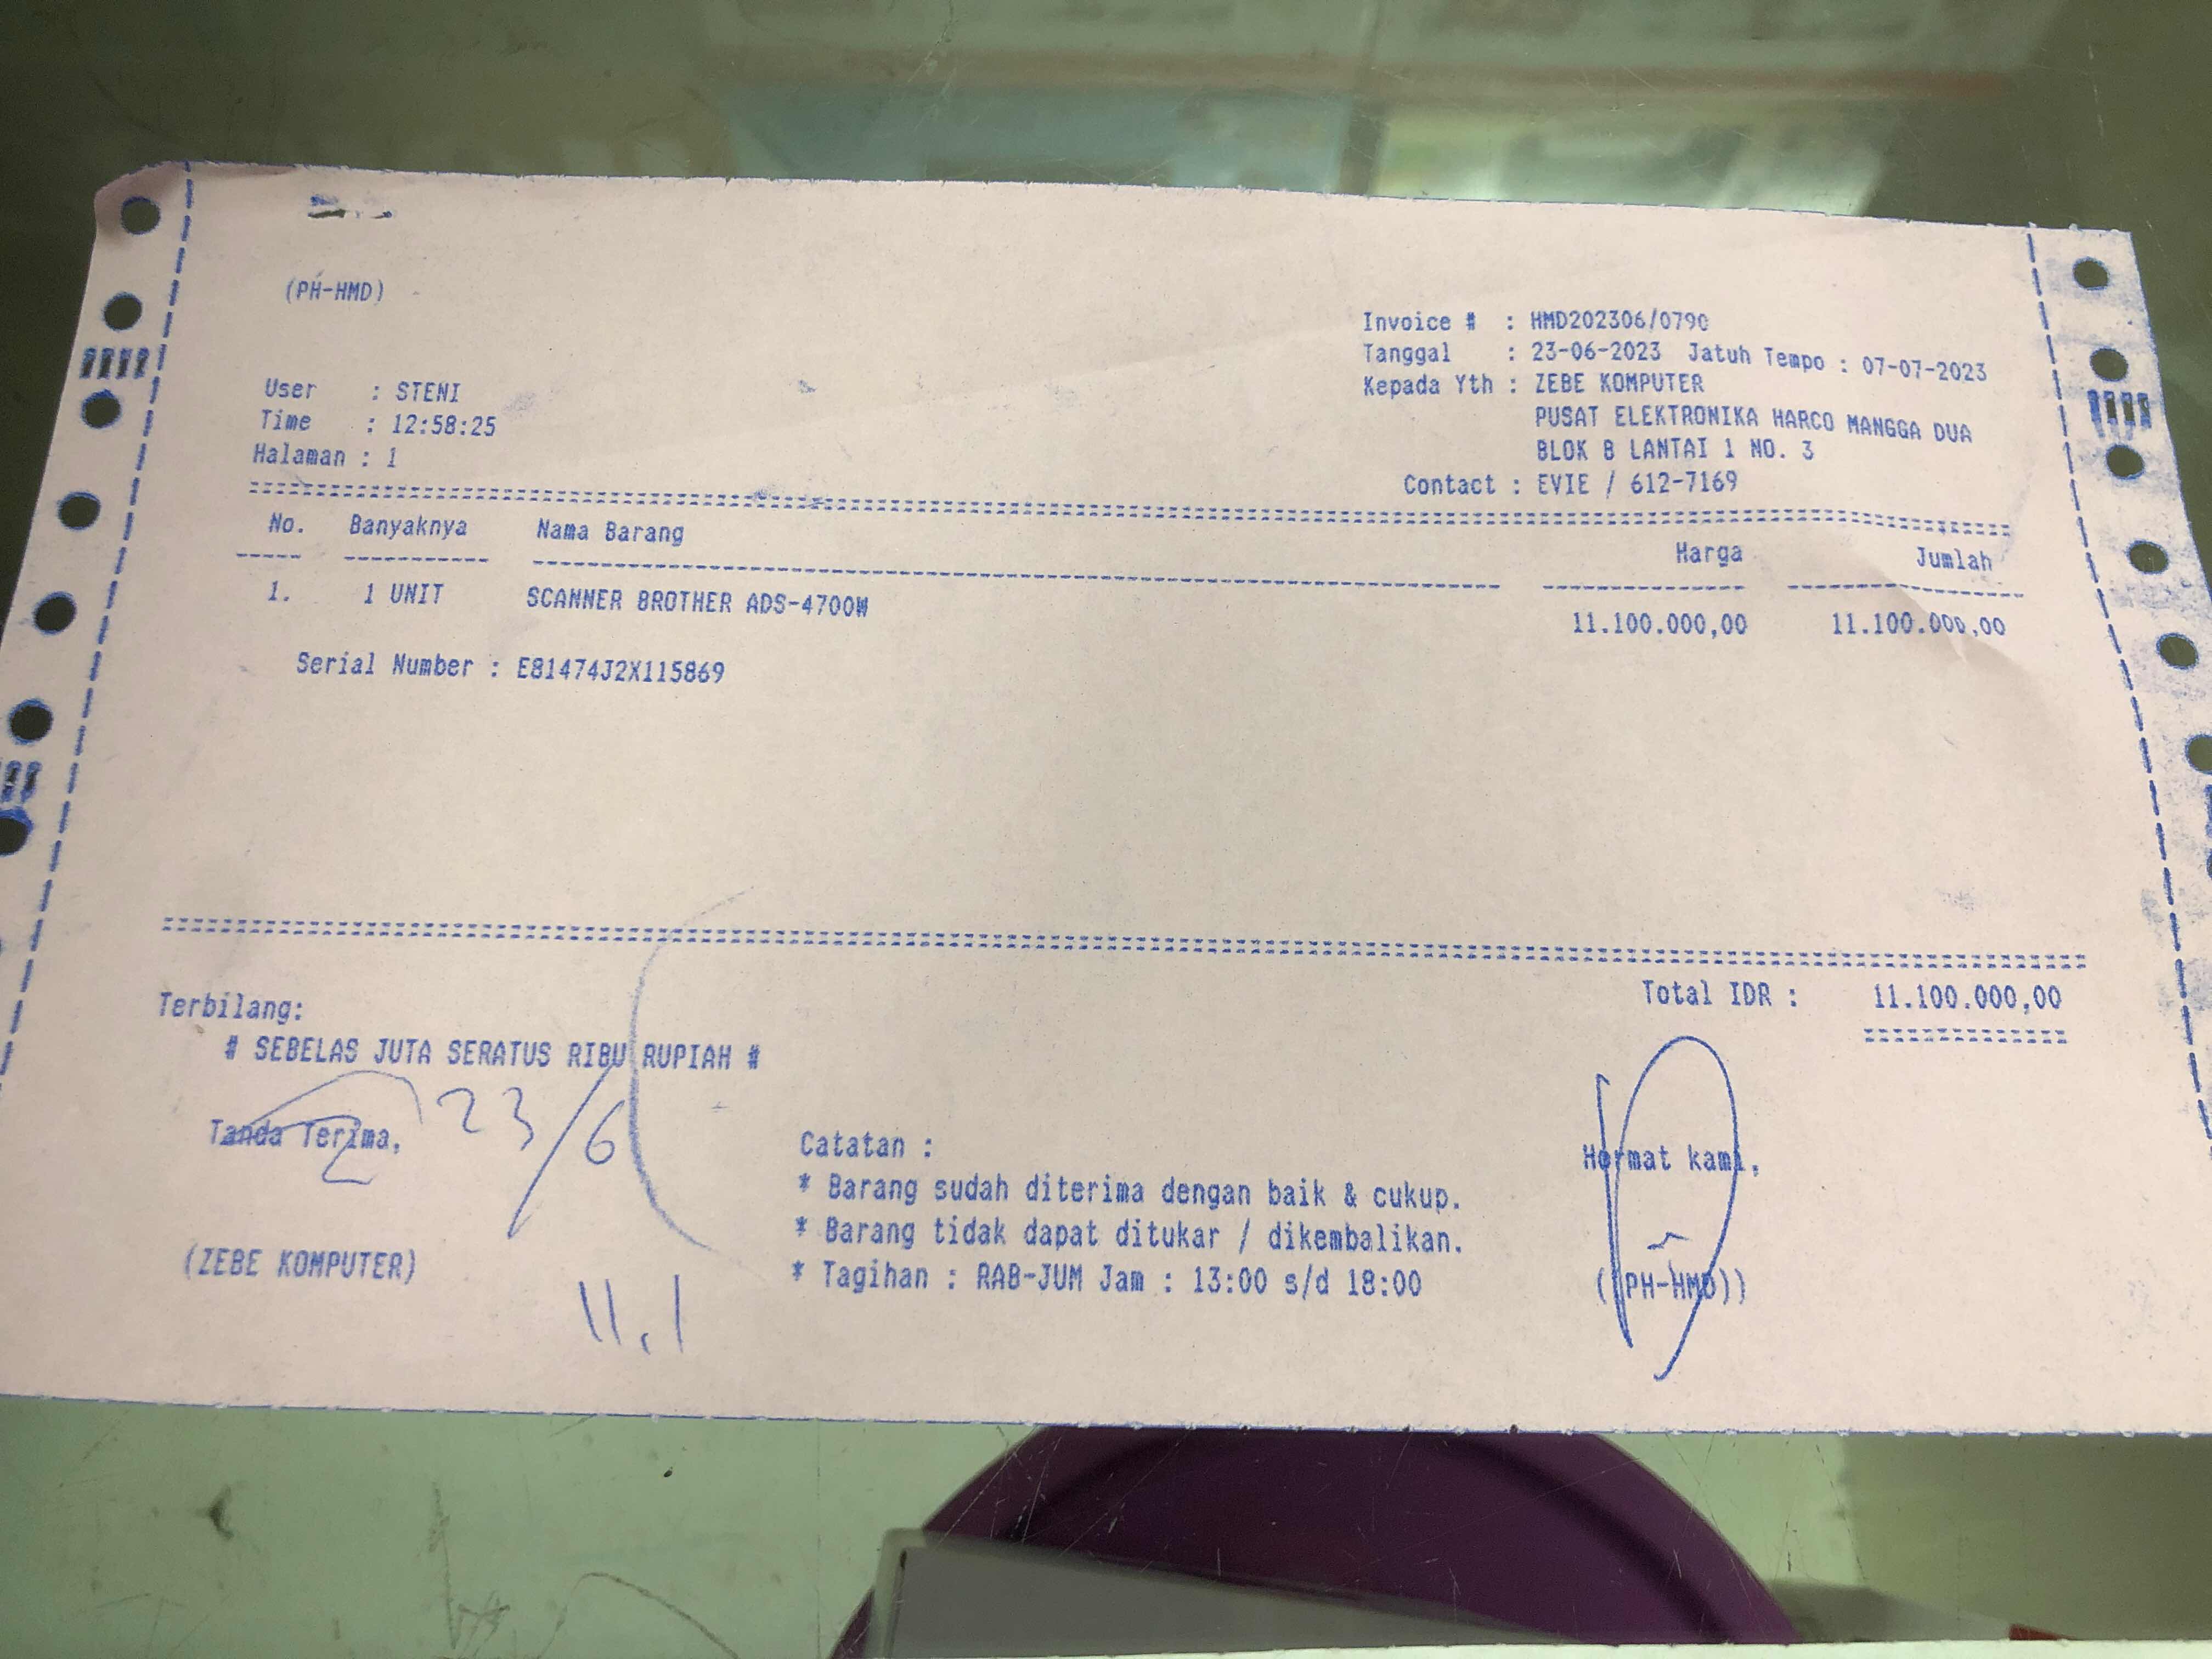 (PH-HMD)
Invoice # : HMD202306/0790
Tanggal : 23-06-2023 Jatuh Tempo : 07-07-2023
Kepada Yth : ZEBE KOMPUTER
PUSAT ELEKTRONIKA HARCO MANGGA DUA
BLOK B LANTAI 1 NO. 3
Contact : EVIE / 612-7169
User : STENI
Time : 12:58:25
Halaman : 1
No. Banyaknya Nama Barang Harga Jumlah
1. 1 UNIT SCANNER BROTHER ADS-4700W 11.100.000,00 11.100.000,00
Serial Number : E81474J2X115869
Total IDR : 11.100.000,00
Terbilang:
# SEBELAS JUTA SERATUS RIBU RUPIAH #
Tanda Terima,
23/6
(ZEBE KOMPUTER)
11.1
Catatan :
* Barang sudah diterima dengan baik & cukup.
* Barang tidak dapat ditukar / dikembalikan.
* Tagihan : RAB-JUM Jam : 13:00 s/d 18:00
Hormat kami,
((PH-HMD))